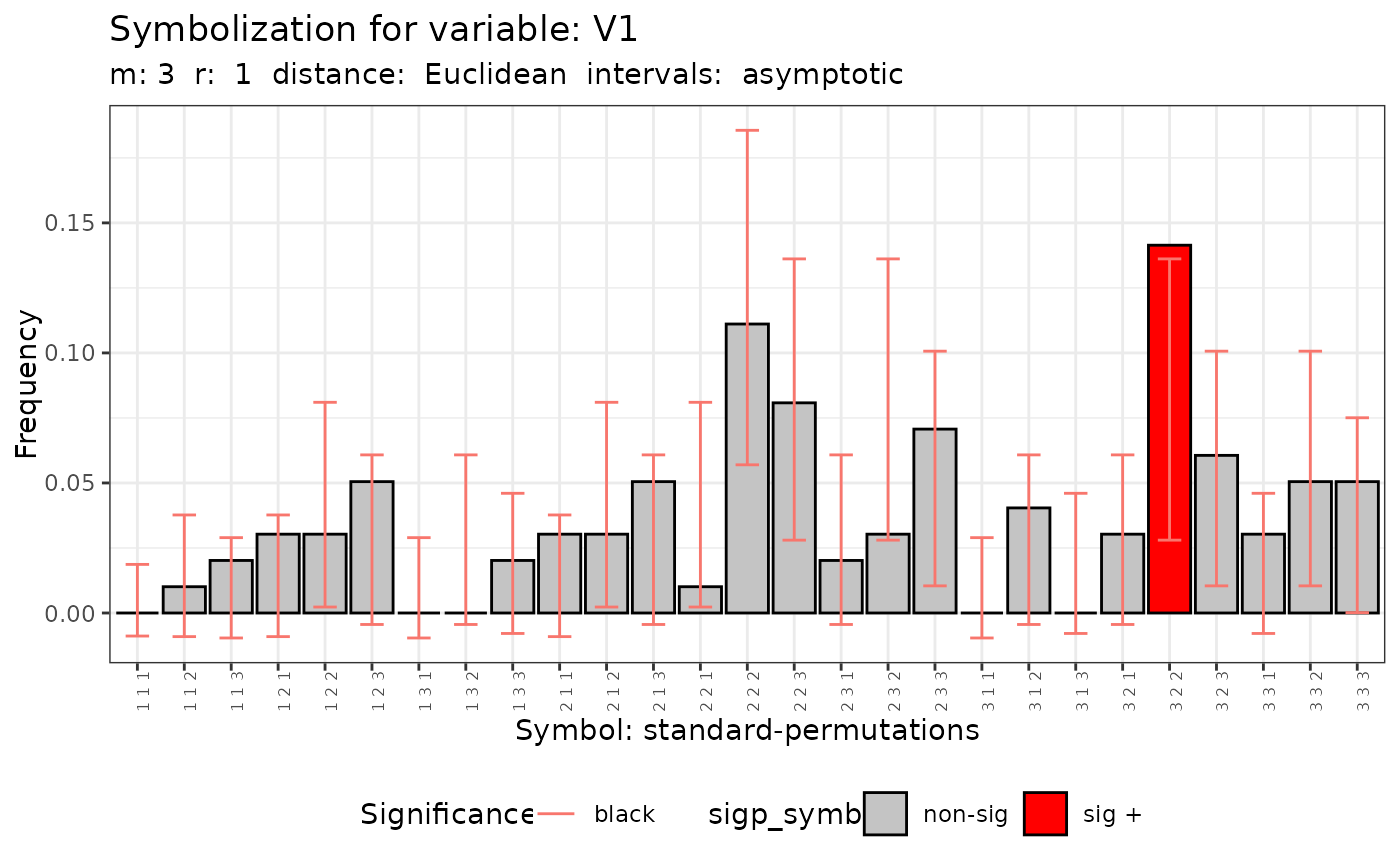 Symbolization for variable: V1
m: 3 r: 1 distance: Euclidean intervals: asymptotic
Frequency
0.15
0.10
0.05
0.00
1 1 1
1 1 2
1 1 3
1 2 1
1 2 2
1 2 3
1 3 1
1 3 2
1 3 3
2 1 1
2 1 2
2 1 3
2 2 1
2 2 2
2 2 3
2 3 1
2 3 2
2 3 3
3 1 1
3 1 2
3 1 3
3 2 1
3 2 2
3 2 3
3 3 1
3 3 2
3 3 3
Symbol: standard-permutations
Significance black sigp_symb non-sig sig +